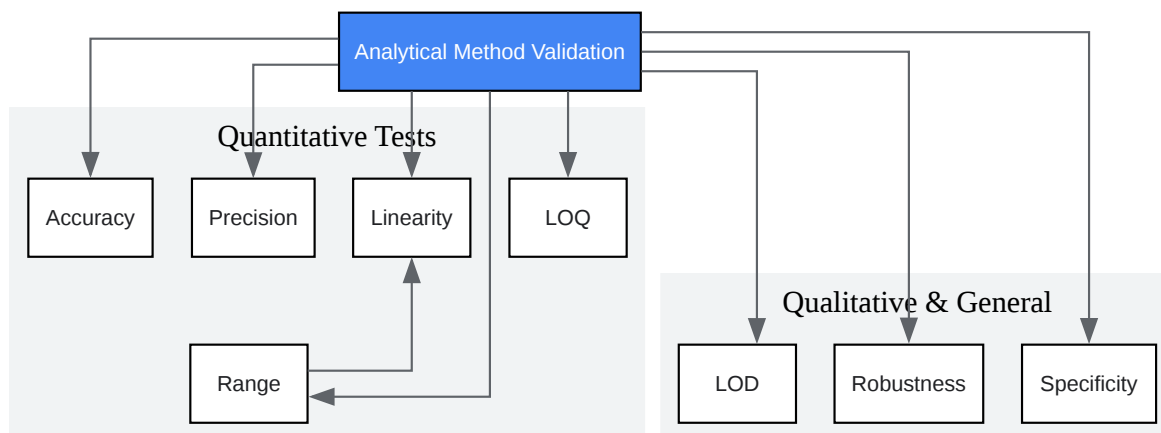 Analytical Method Validation
Quantitative Tests
Accuracy
Precision
Linearity
LOQ
Range
Qualitative & General
LOD
Robustness
Specificity